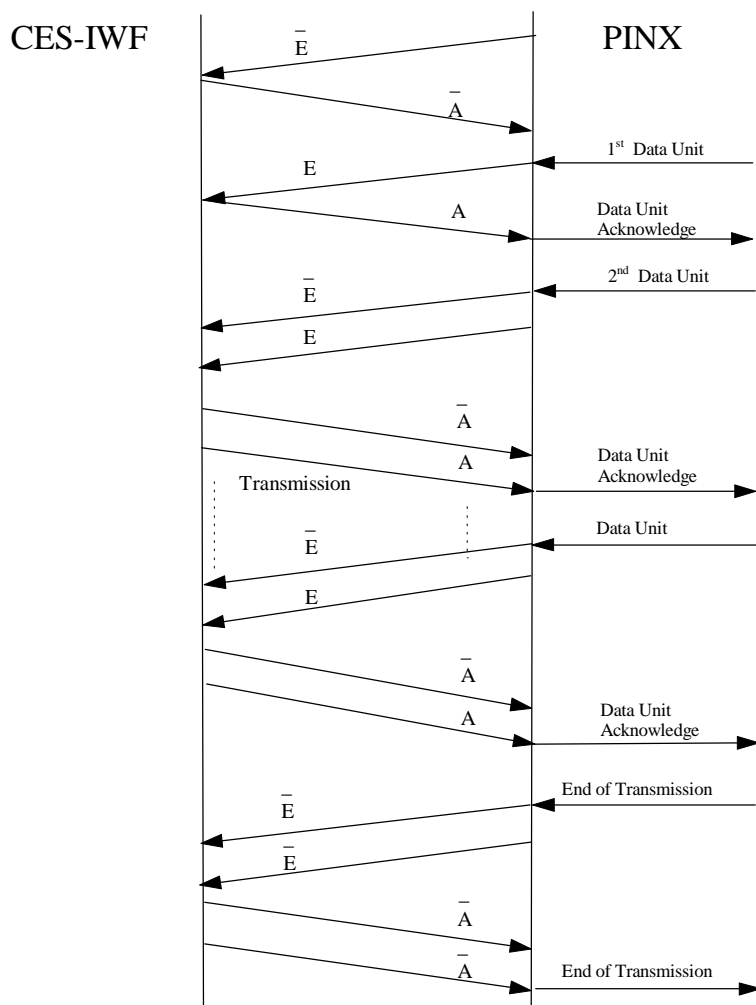 CES-IWF
PINX
E̅
A̅
1st Data Unit
E
A
Data Unit
Acknowledge
2nd Data Unit
E̅
E
A̅
A
Data Unit
Acknowledge
Transmission
Data Unit
E̅
E
A̅
A
Data Unit
Acknowledge
End of Transmission
E̅
E̅
A̅
A̅
End of Transmission